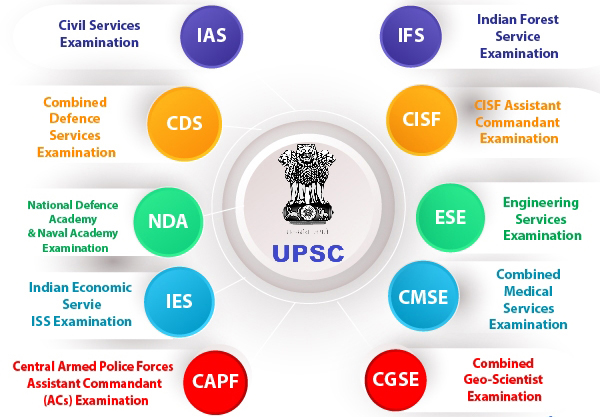 Civil Services
Examination
IAS
IFS
Indian Forest
Service
Examination
Combined
Defence
Services
Examination
CDS
CISF
CISF Assistant
Commandant
Examination
National Defence
Academy
& Naval Academy
Examination
NDA
UPSC
ESE
Engineering
Services
Examination
Indian Economic
Servie
ISS Examination
IES
CMSE
Combined
Medical
Services
Examination
Central Armed Police Forces
Assistant Commandant
(ACs) Examination
CAPF
CGSE
Combined
Geo-Scientist
Examination